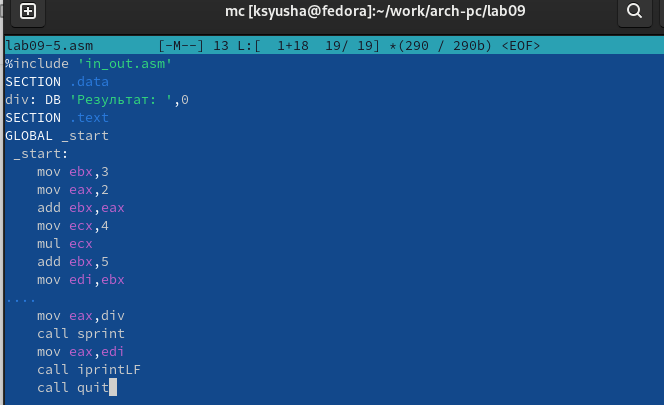 mc [ksyusha@fedora]:~/work/arch-pc/lab09
lab09-5.asm        [-M--] 13 L:[  1+18  19/ 19] *(290 / 290b) <EOF>
%include 'in_out.asm'
SECTION .data
div: DB 'Результат: ',0
SECTION .text
GLOBAL _start
 _start:
    mov ebx,3
    mov eax,2
    add ebx,eax
    mov ecx,4
    mul ecx
    add ebx,5
    mov edi,ebx
....
    mov eax,div
    call sprint
    mov eax,edi
    call iprintLF
    call quit